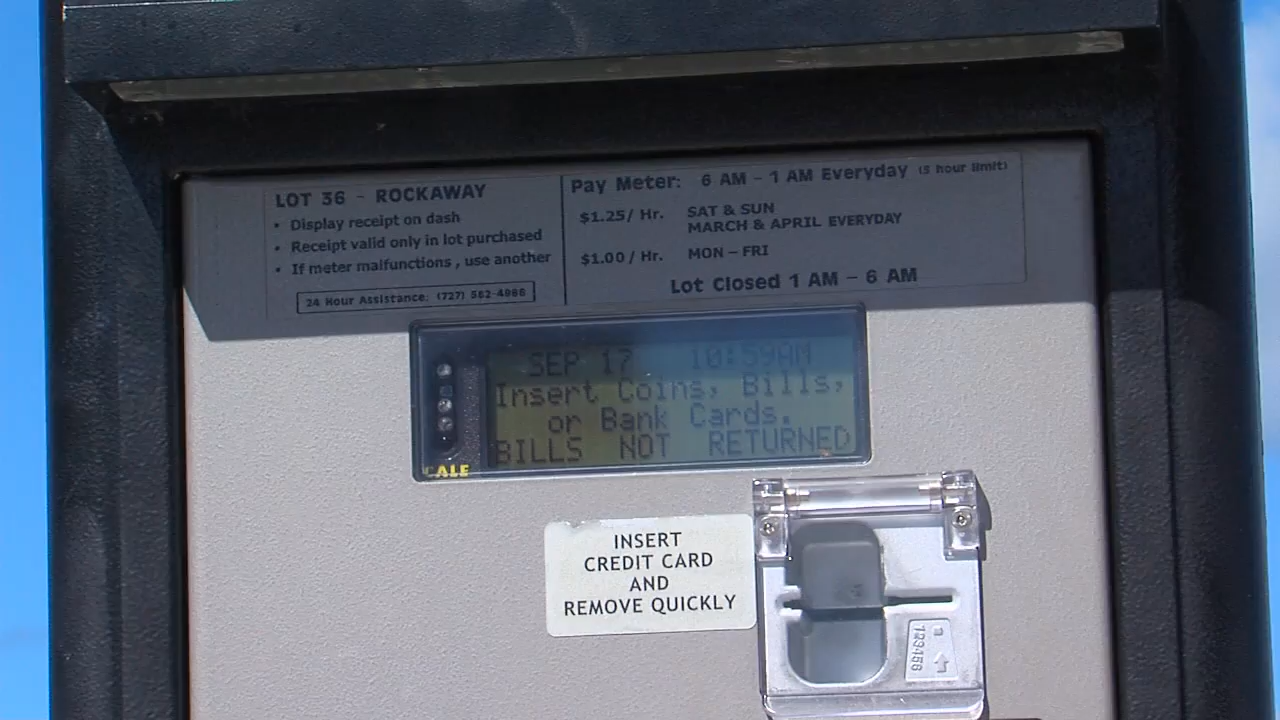 LOT 36 - ROCKAWAY
• Display receipt on dash
• Receipt valid only in lot purchased
• If meter malfunctions , use another
24 Hour Assistance: (727) 562-4886
Pay Meter: 6 AM - 1 AM Everyday (5 hour limit)
$1.25/ Hr. SAT & SUN
MARCH & APRIL EVERYDAY
$1.00/ Hr. MON - FRI
Lot Closed 1 AM - 6 AM
SEP 17 10:59AM
Insert Coins, Bills,
or Bank Cards.
BILLS NOT RETURNED
CALE
INSERT
CREDIT CARD
AND
REMOVE QUICKLY
123456